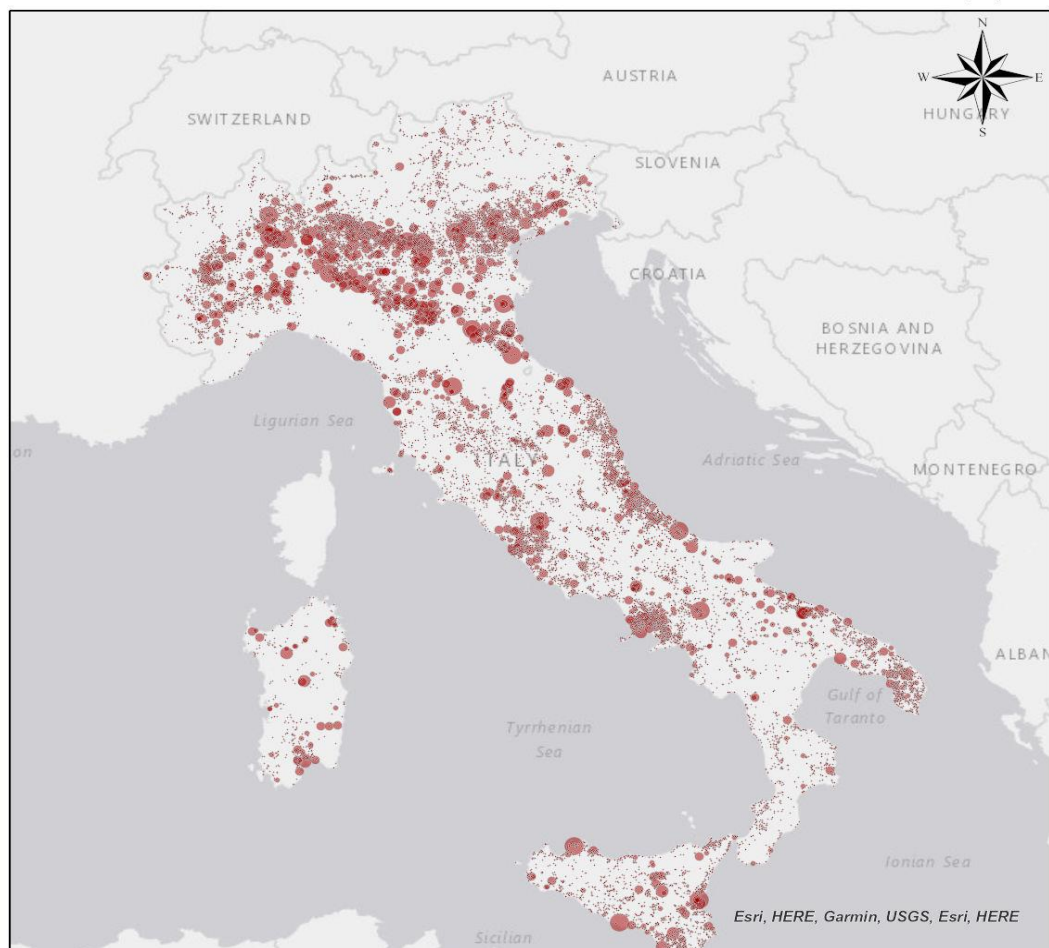 N
AUSTRIA
W E
SWITZERLAND
HUNGARY
S
SLOVENIA
CROATIA
BOSNIA AND
HERZEGOVINA
Ligurian Sea
on
ITALY
Adriatic Sea
MONTENEGRO
ALBAN
Gulf of
Taranto
Tyrrhenian
Sea
Ionian Sea
Esri, HERE, Garmin, USGS, Esri, HERE
Sicilian